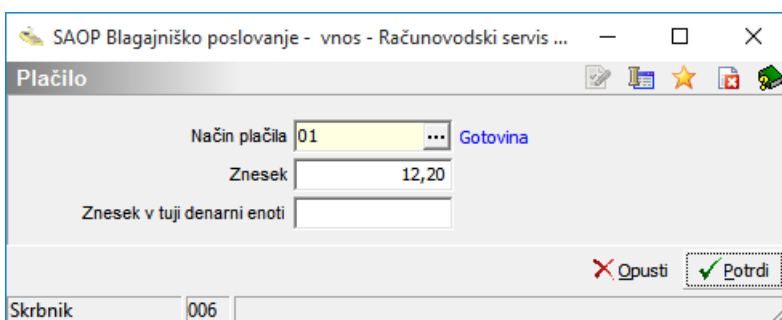 SAOP Blagajniško poslovanje -  vnos - Računovodski servis ...
Plačilo
Način plačila 01 ... Gotovina
Znesek 12,20
Znesek v tuji denarni enoti
Opusti Potrdi
Skrbnik 006